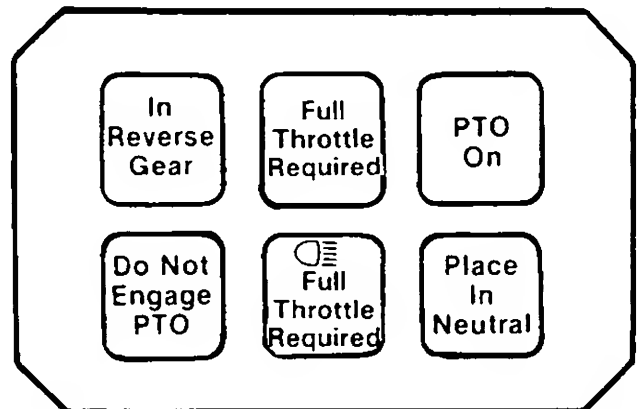 In
Reverse
Gear
Full
Throttle
Required
PTO
On
Do Not
Engage
PTO
Full
Throttle
Required
Place
In
Neutral